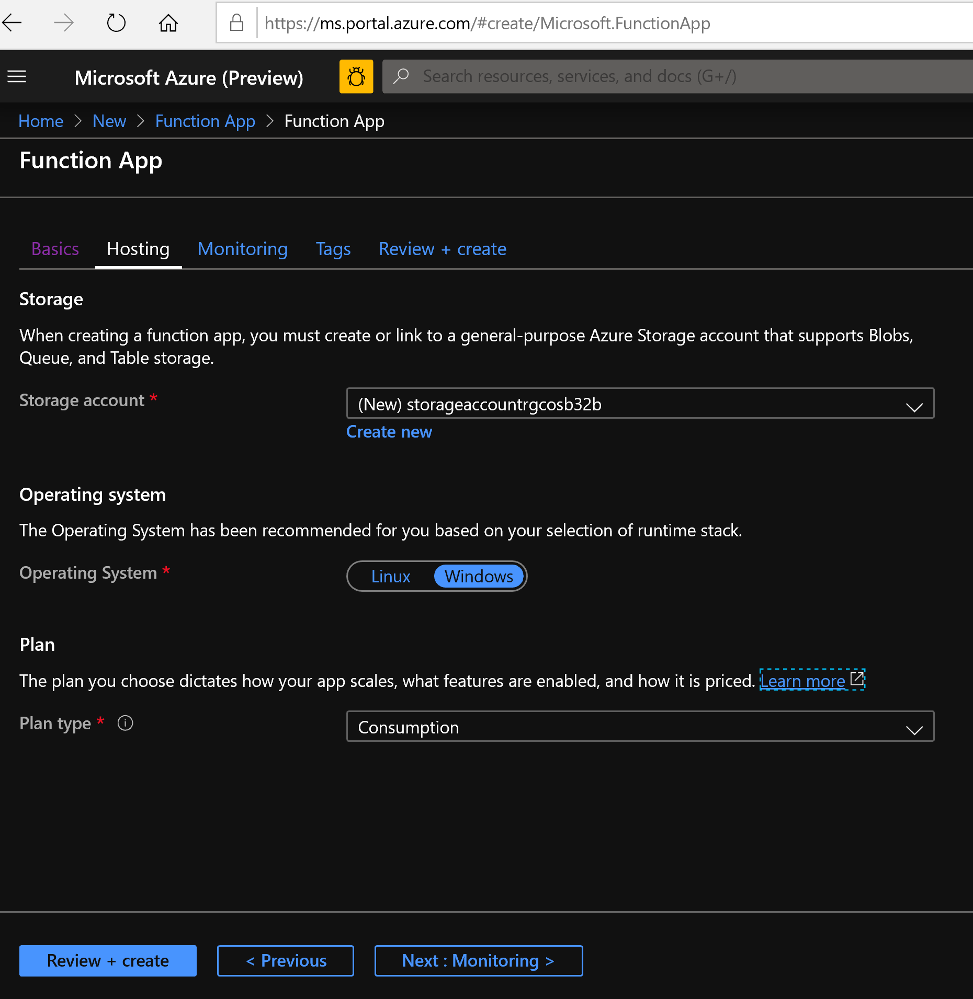 https://ms.portal.azure.com/#create/Microsoft.FunctionApp
Microsoft Azure (Preview)
Search resources, services, and docs (G+/)
Home > New > Function App > Function App
Function App
Basics Hosting Monitoring Tags Review + create
Storage
When creating a function app, you must create or link to a general-purpose Azure Storage account that supports Blobs,
Queue, and Table storage.
Storage account *
(New) storageaccountrgcosb32b
Create new
Operating system
The Operating System has been recommended for you based on your selection of runtime stack.
Operating System *
Linux Windows
Plan
The plan you choose dictates how your app scales, what features are enabled, and how it is priced. Learn more
Plan type *
Consumption
Review + create
< Previous
Next : Monitoring >